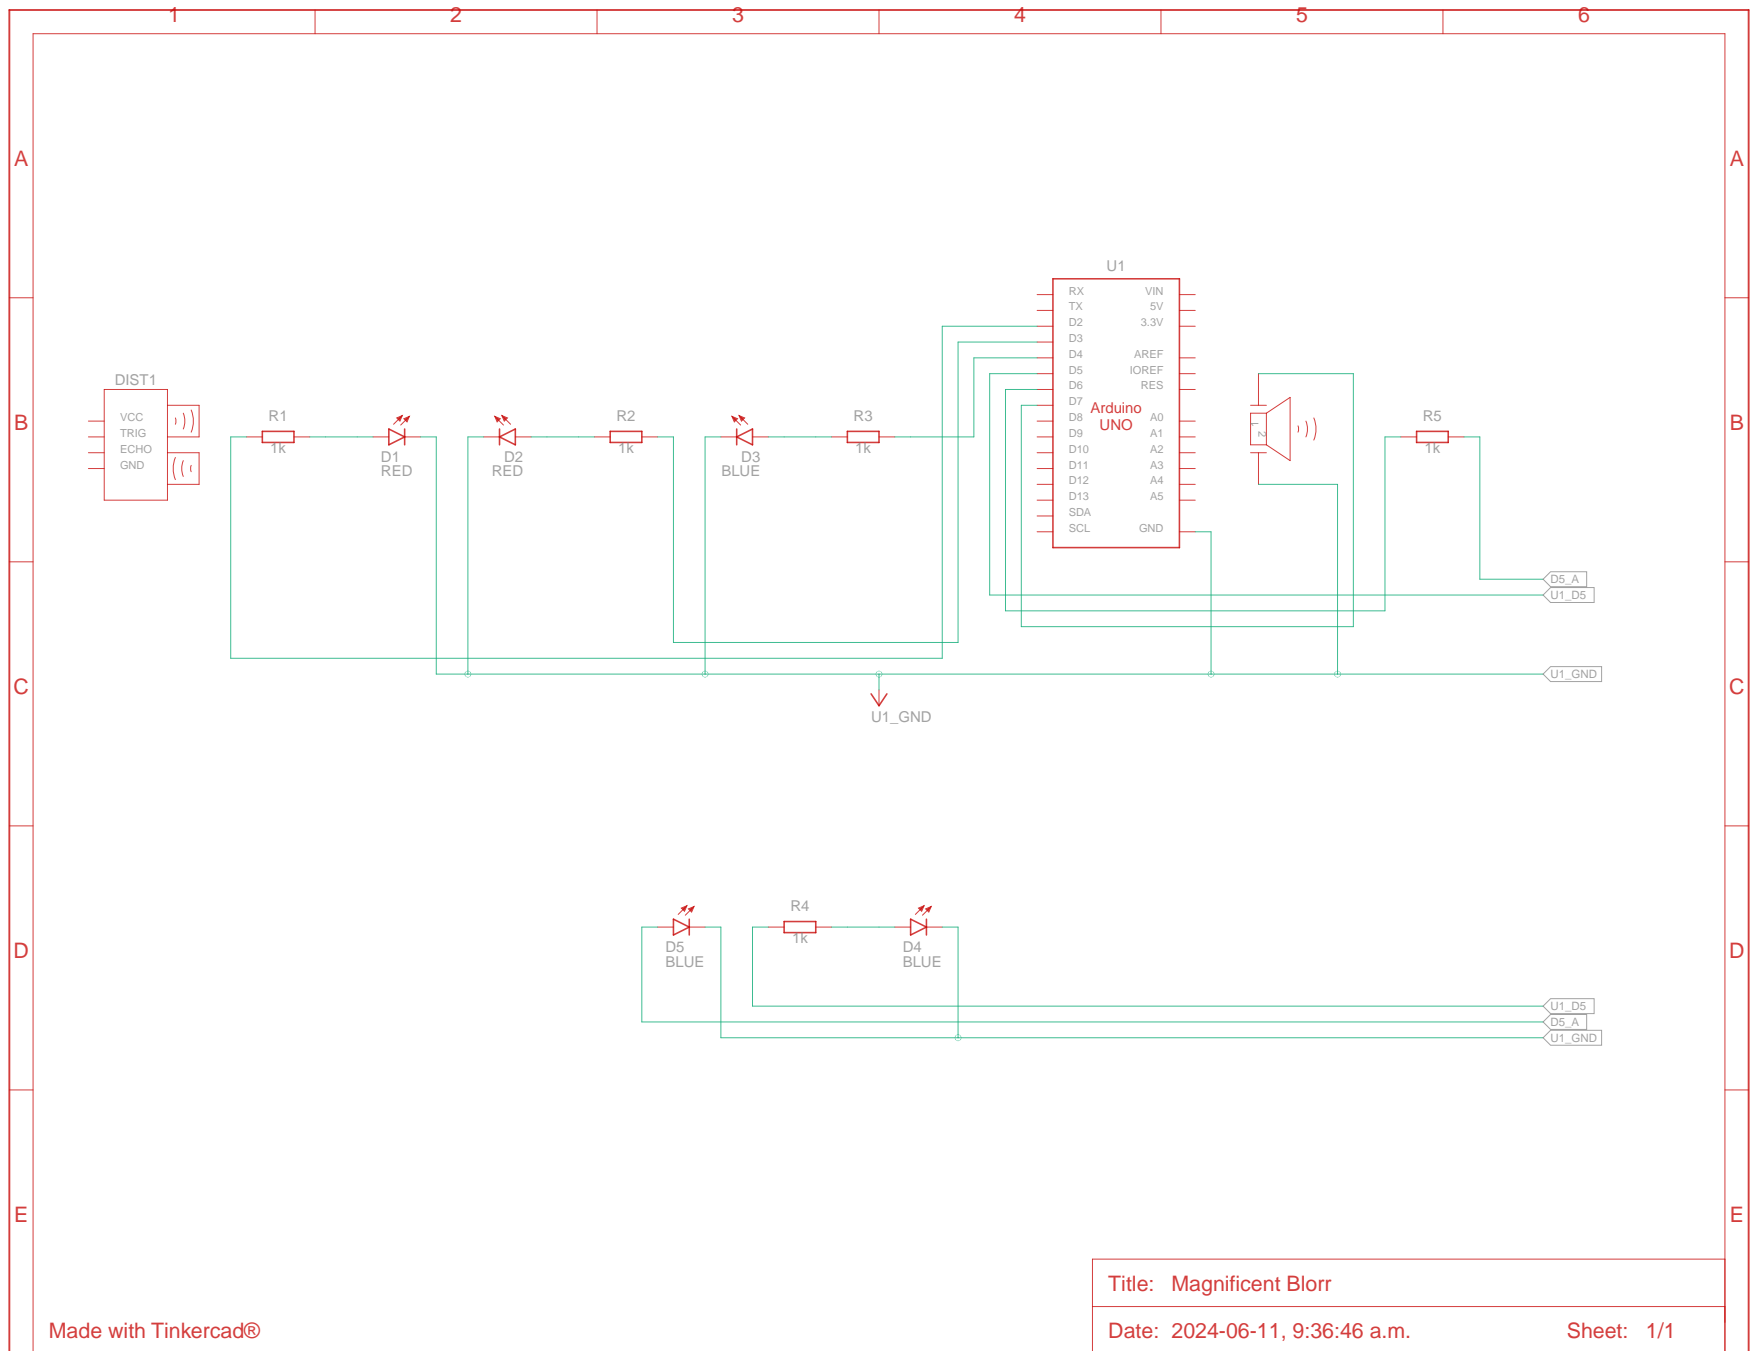 1 2 3 4 5 6
A A
U1
RX VIN
TX 5V
D2 3.3V
D3
D4 AREF
D5 IOREF
D6 RES
D7
D8 A0
D9 A1
D10 A2
D11 A3
D12 A4
D13 A5
SDA
SCL GND
Arduino
UNO
DIST1
VCC
TRIG
ECHO
GND
B B
R1
1k
D1
RED
D2
RED
R2
1k
D3
BLUE
R3
1k
1
2
R5
1k
D5_A
U1_D5
C C
U1_GND
U1_GND
D D
D5
BLUE
R4
1k
D4
BLUE
U1_D5
D5_A
U1_GND
E E
Title: Magnificent Blorr
Made with Tinkercad®
Date: 2024-06-11, 9:36:46 a.m. Sheet: 1/1